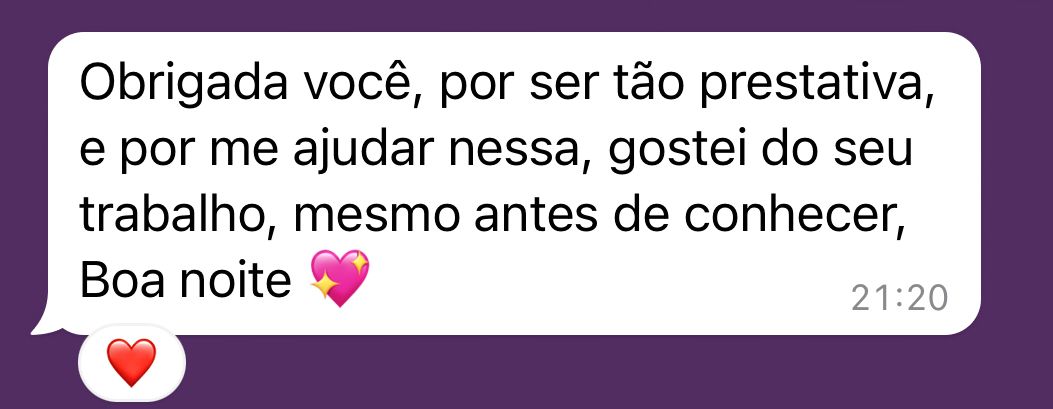 Obrigada você, por ser tão prestativa,
e por me ajudar nessa, gostei do seu
trabalho, mesmo antes de conhecer,
Boa noite 💖
21:20